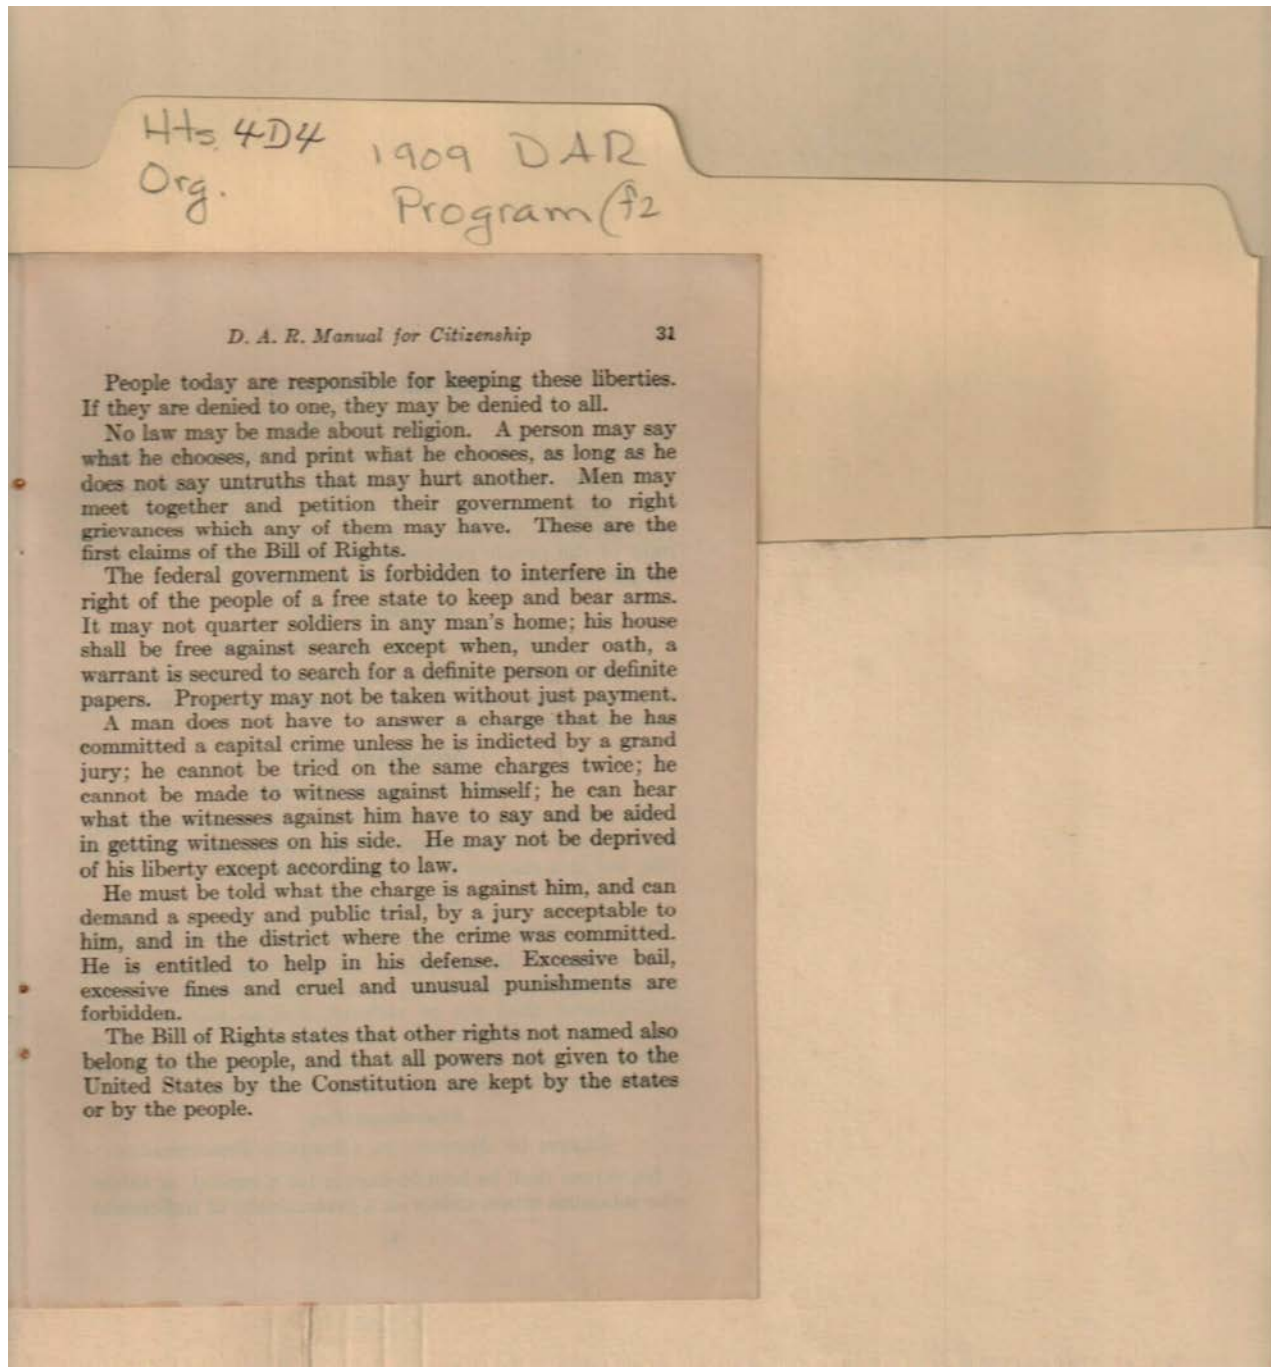 Hts. 4D4
Org.
1909 DAR
Program (f2
D. A. R. Manual for Citizenship 31
People today are responsible for keeping these liberties.
If they are denied to one, they may be denied to all.
No law may be made about religion. A person may say
what he chooses, and print what he chooses, as long as he
does not say untruths that may hurt another. Men may
meet together and petition their government to right
grievances which any of them may have. These are the
first claims of the Bill of Rights.
The federal government is forbidden to interfere in the
right of the people of a free state to keep and bear arms.
It may not quarter soldiers in any man's home; his house
shall be free against search except when, under oath, a
warrant is secured to search for a definite person or definite
papers. Property may not be taken without just payment.
A man does not have to answer a charge that he has
committed a capital crime unless he is indicted by a grand
jury; he cannot be tried on the same charges twice; he
cannot be made to witness against himself; he can hear
what the witnesses against him have to say and be aided
in getting witnesses on his side. He may not be deprived
of his liberty except according to law.
He must be told what the charge is against him, and can
demand a speedy and public trial, by a jury acceptable to
him, and in the district where the crime was committed.
He is entitled to help in his defense. Excessive bail,
excessive fines and cruel and unusual punishments are
forbidden.
The Bill of Rights states that other rights not named also
belong to the people, and that all powers not given to the
United States by the Constitution are kept by the states
or by the people.